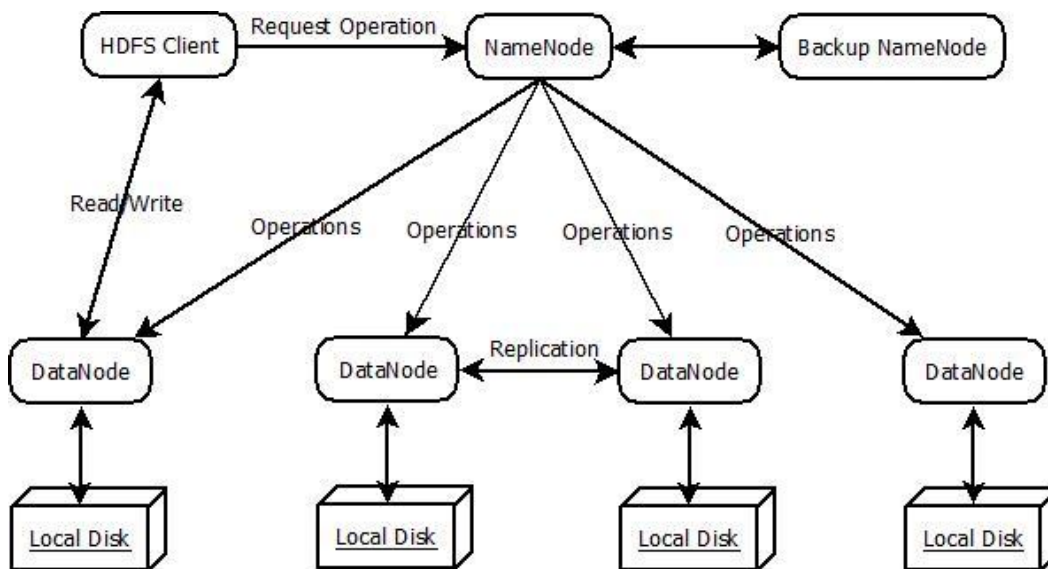 Request Operation
HDFS Client
NameNode
Backup NameNode
Read/Write
Operations
Operations
Operations
Operations
DataNode
DataNode
Replication
DataNode
DataNode
Local Disk
Local Disk
Local Disk
Local Disk